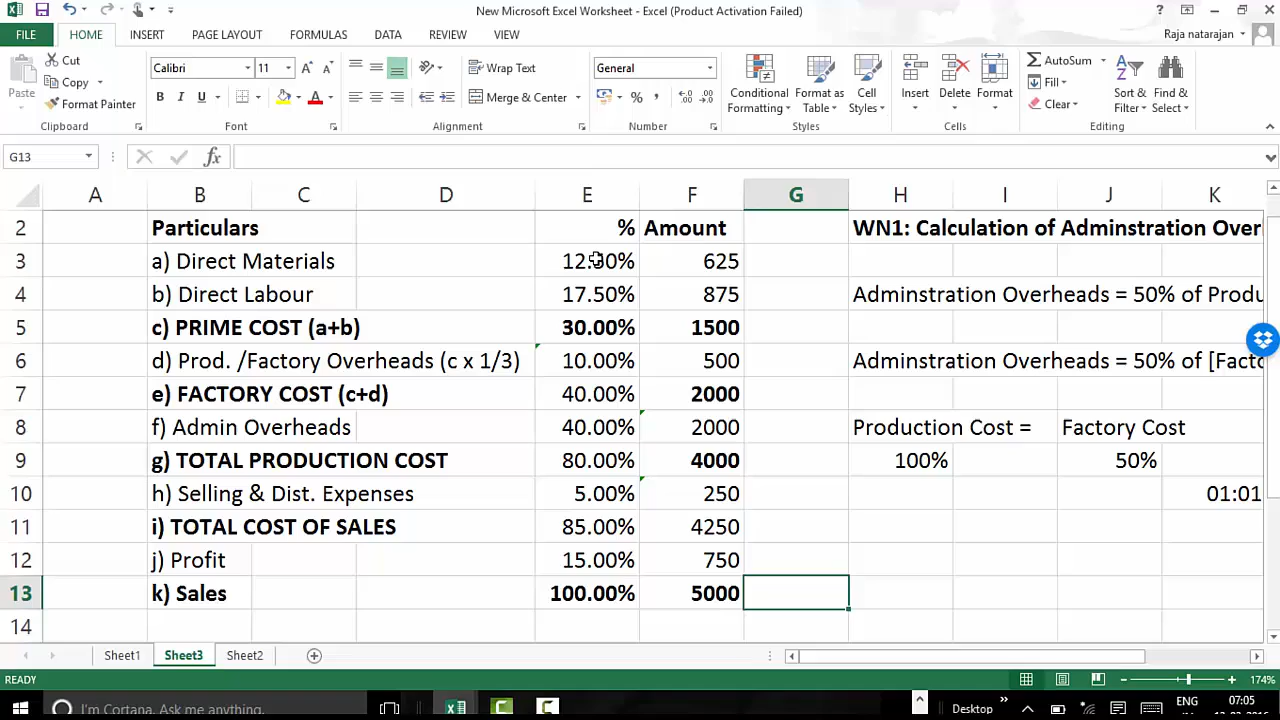 New Microsoft Excel Worksheet - Excel (Product Activation Failed)
FILE HOME INSERT PAGE LAYOUT FORMULAS DATA REVIEW VIEW Raja natarajan
Paste Cut Copy Format Painter
Calibri 11 B I U A A A
Wrap Text Merge & Center
General % ,
Conditional Formatting Format as Table Cell Styles
Insert Delete Format
AutoSum Fill Clear Sort & Filter Find & Select
Clipboard Font Alignment Number Styles Cells Editing
G13 fx
A B C D E F G H I J K
2 Particulars % Amount WN1: Calculation of Adminstration Over
3 a) Direct Materials 625
4 b) Direct Labour 17.50% 875 Adminstration Overheads = 50% of Produ
5 c) PRIME COST (a+b) 30.00% 1500
6 d) Prod. /Factory Overheads (c x 1/3) 10.00% 500 Adminstration Overheads = 50% of [Facto
7 e) FACTORY COST (c+d) 40.00% 2000
8 f) Admin Overheads 40.00% 2000 Production Cost = Factory Cost
9 g) TOTAL PRODUCTION COST 80.00% 4000 100% 50%
10 h) Selling & Dist. Expenses 5.00% 250 01:01
11 i) TOTAL COST OF SALES 85.00% 4250
12 j) Profit 15.00% 750
13 k) Sales 100.00% 5000
14
Sheet1 Sheet3 Sheet2
READY 174%
I'm Cortana. Ask me anything. Desktop ENG 07:05